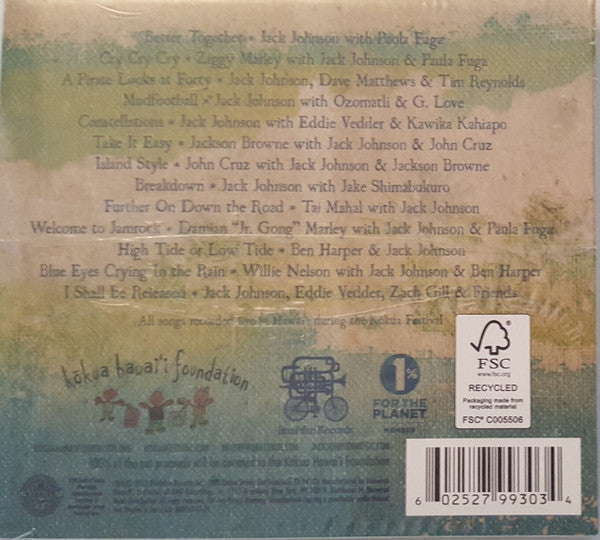 Better Together * Jack Johnson with Paula Fuga
Cry Cry Cry * Ziggy Marley with Jack Johnson & Paula Fuga
A Pirate Looks at Forty * Jack Johnson, Dave Matthews & Tim Reynolds
Mudfootball * Jack Johnson with Ozomatli & G. Love
Constellations * Jack Johnson with Eddie Vedder & Kawika Kahiapo
Take It Easy * Jackson Browne with Jack Johnson & John Cruz
Island Style * John Cruz with Jack Johnson & Jackson Browne
Breakdown * Jack Johnson with Jake Shimabukuro
Further On Down the Road * Taj Mahal with Jack Johnson
Welcome to Jamrock * Damian "Jr. Gong" Marley with Jack Johnson & Paula Fuga
High Tide or Low Tide * Ben Harper & Jack Johnson
Blue Eyes Crying In the Rain * Willie Nelson with Jack Johnson & Ben Harper
I Shall be Released * Jack Johnson, Eddie Vedder, Zach Gill & Friends
All songs recorded live in Hawai'i during the Kokua Festival
kōkua hawai'i foundation
Brushfire Records
1%
FOR THE
PLANET
MEMBER
FSC
www.fsc.org
RECYCLED
Packaging made from
recycled material
FSC® C005506
100% of the net proceeds will be donated to the Kokua Hawai'i Foundation
6 02527 99303 4